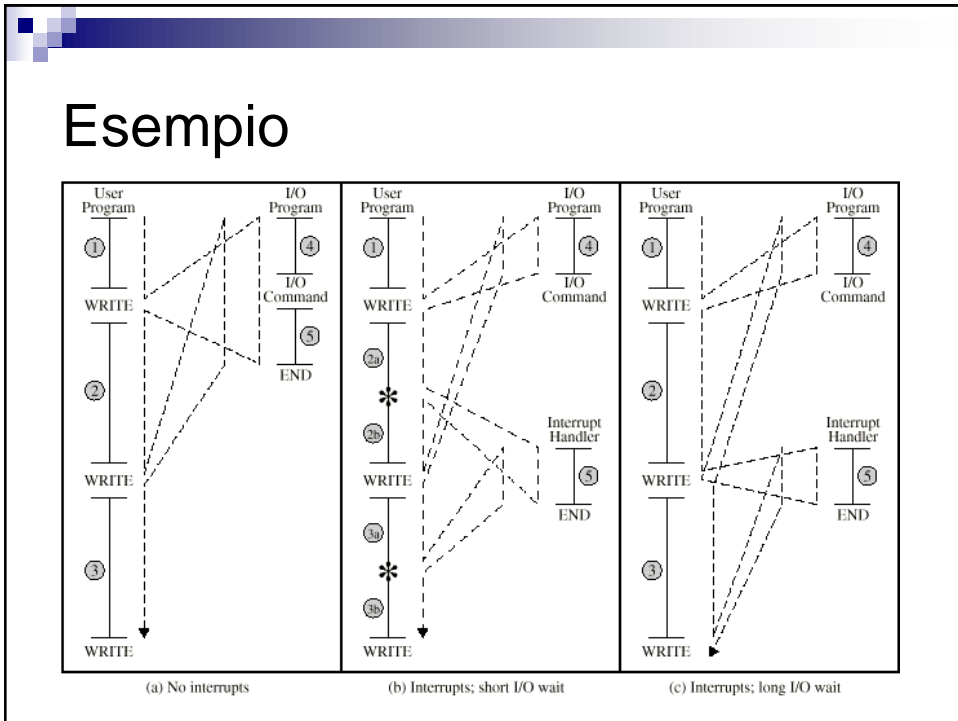 Esempio
User
Program
1
WRITE
2
WRITE
3
WRITE
I/O
Program
4
I/O
Command
5
END
(a) No interrupts
User
Program
1
WRITE
2a
*
2b
WRITE
3a
*
3b
WRITE
I/O
Program
4
I/O
Command
Interrupt
Handler
5
END
(b) Interrupts; short I/O wait
User
Program
1
WRITE
2
WRITE
3
WRITE
I/O
Program
4
I/O
Command
Interrupt
Handler
5
END
(c) Interrupts; long I/O wait